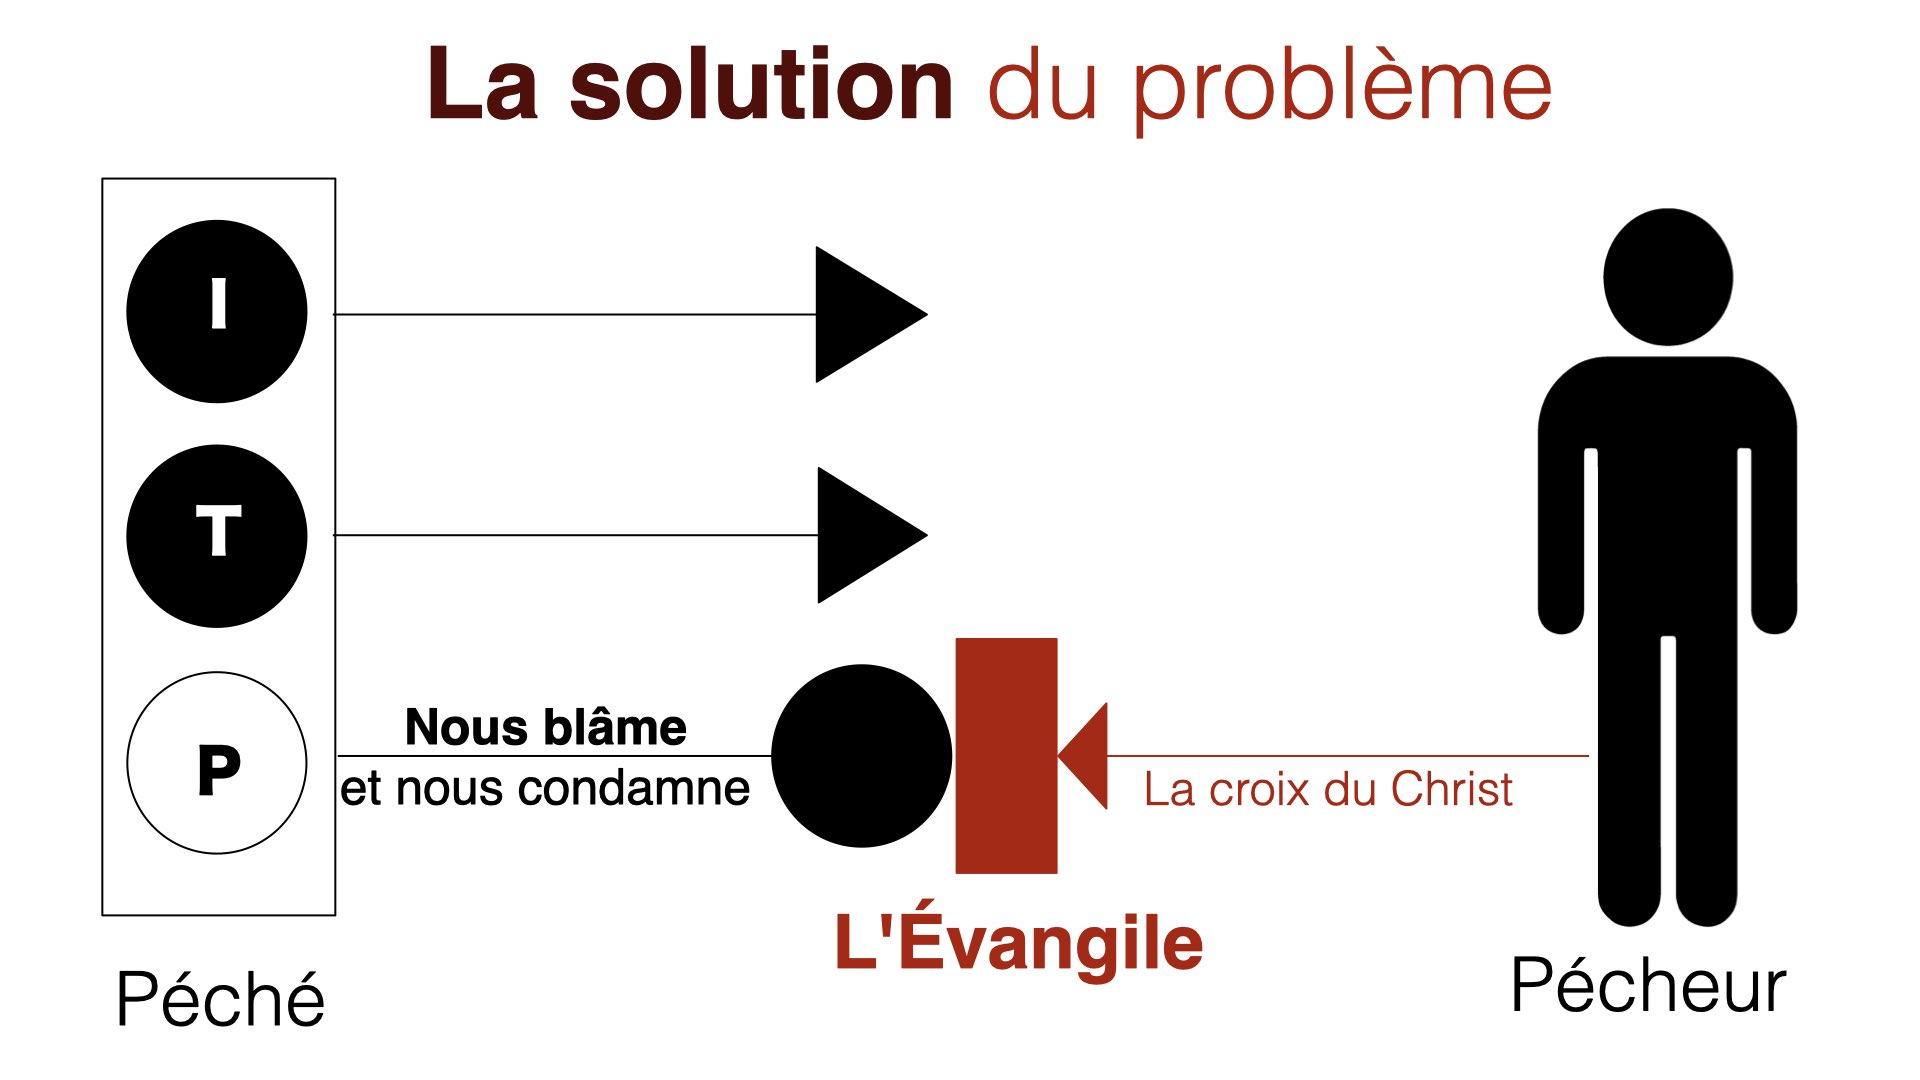 La solution du problème
I
T
P
Nous blâme
et nous condamne
La croix du Christ
L'Évangile
Péché
Pécheur